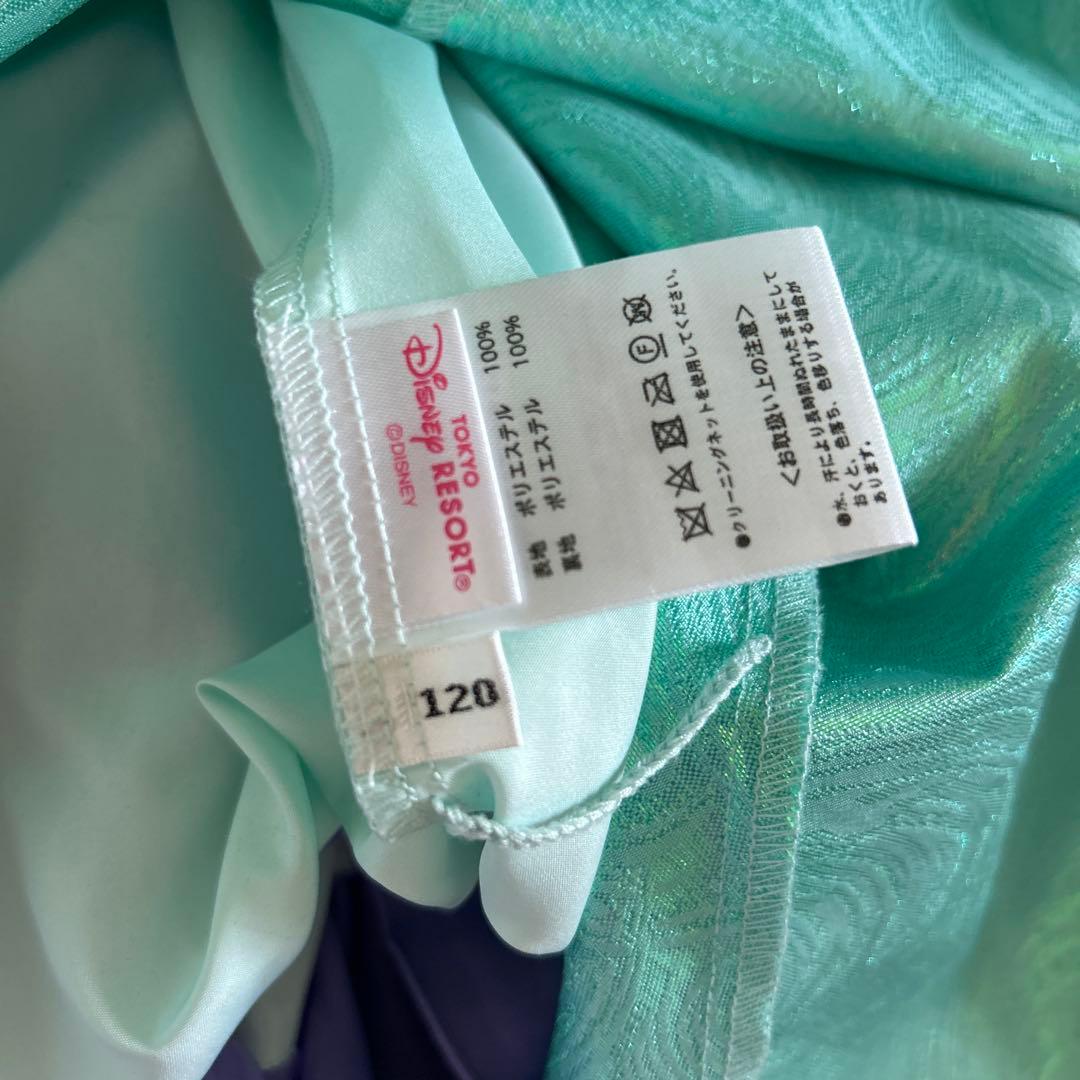 TOKYO
DISNEY RESORT®
©DISNEY
表地 ポリエステル 100%
裏地 ポリエステル 100%
●クリーニングネットを使用してください。
<お取扱い上の注意>
●水、汗により長時間ぬれたままにして
おくと、色落ち、色移りする場合が
あります。
120